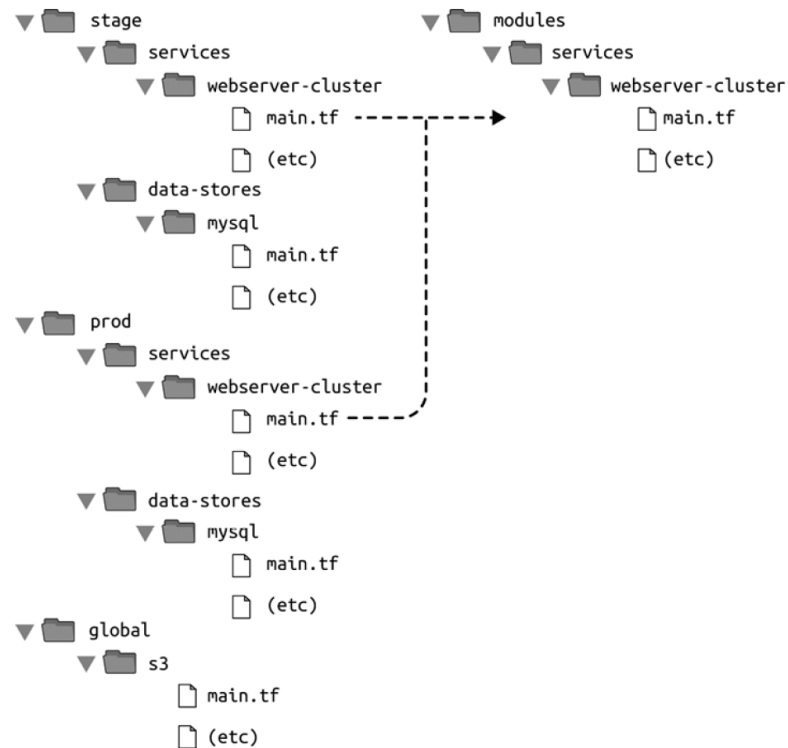 stage
services
webserver-cluster
main.tf
(etc)
data-stores
mysql
main.tf
(etc)
prod
services
webserver-cluster
main.tf
(etc)
data-stores
mysql
main.tf
(etc)
global
s3
main.tf
(etc)
modules
services
webserver-cluster
main.tf
(etc)